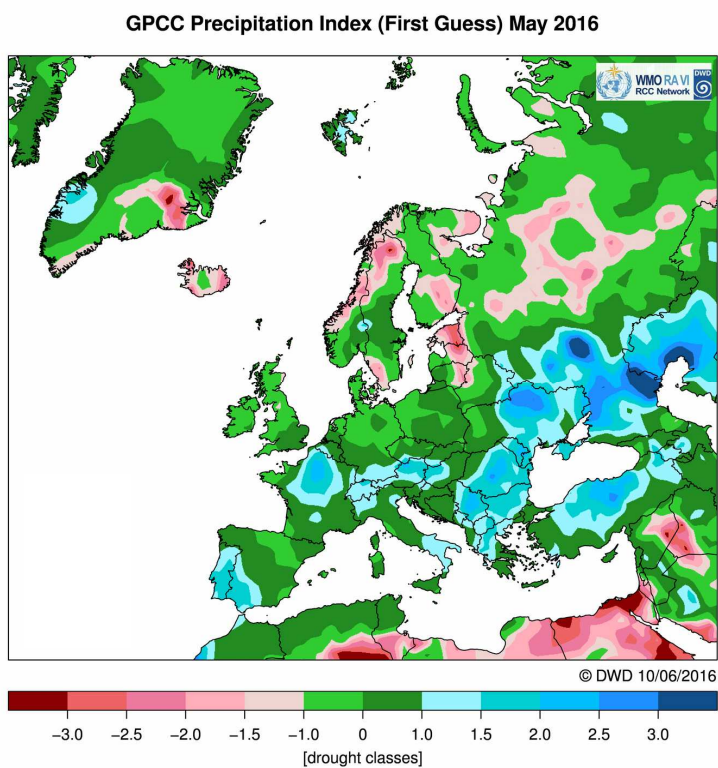 GPCC Precipitation Index (First Guess) May 2016
WMO RA VI
RCC Network
DWD
© DWD 10/06/2016
−3.0 −2.5 −2.0 −1.5 −1.0 0 1.0 1.5 2.0 2.5 3.0
[drought classes]